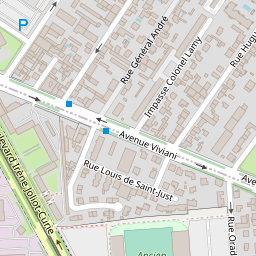 P
Rue Général André
Impasse Colonel Lamy
Rue Hugu
Avenue Viviani
Ave
Rue Louis de Saint-Just
oulevard Irène Joliot-Curie
Rue Orad
Ancien